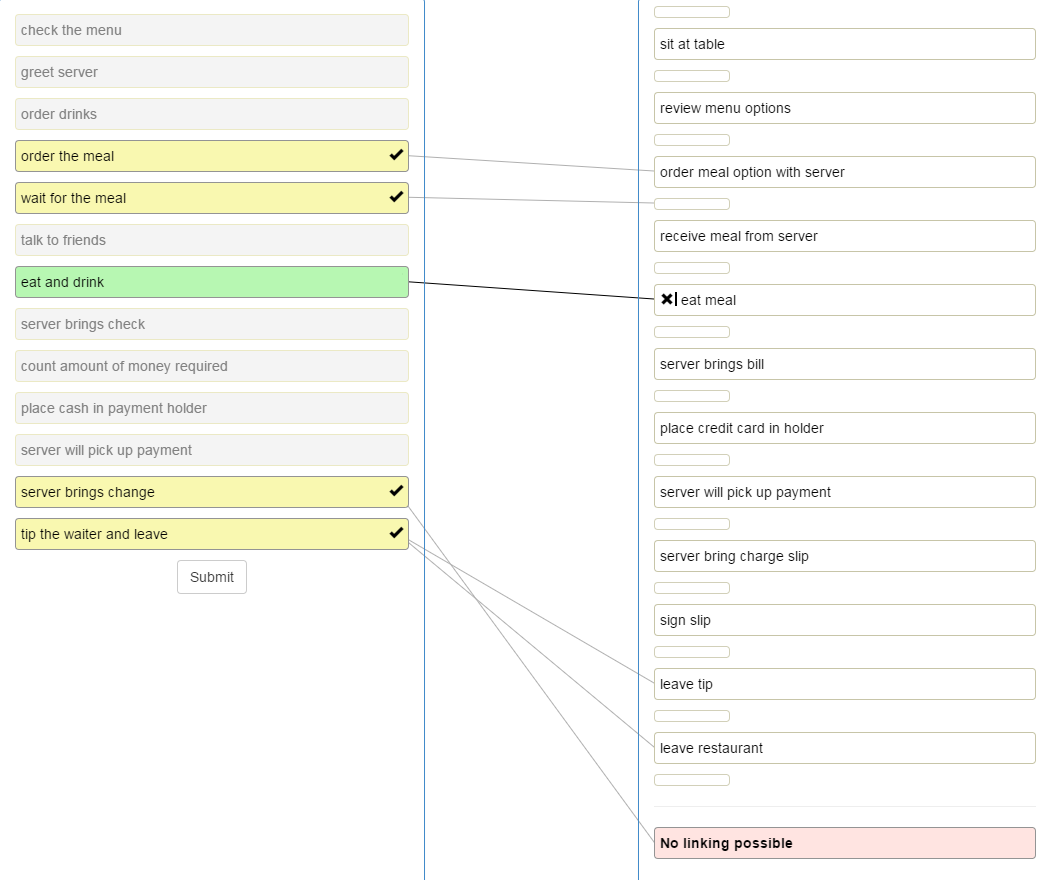 check the menu
greet server
order drinks
order the meal
wait for the meal
talk to friends
eat and drink
server brings check
count amount of money required
place cash in payment holder
server will pick up payment
server brings change
tip the waiter and leave
Submit
sit at table
review menu options
order meal option with server
receive meal from server
eat meal
server brings bill
place credit card in holder
server will pick up payment
server bring charge slip
sign slip
leave tip
leave restaurant
No linking possible